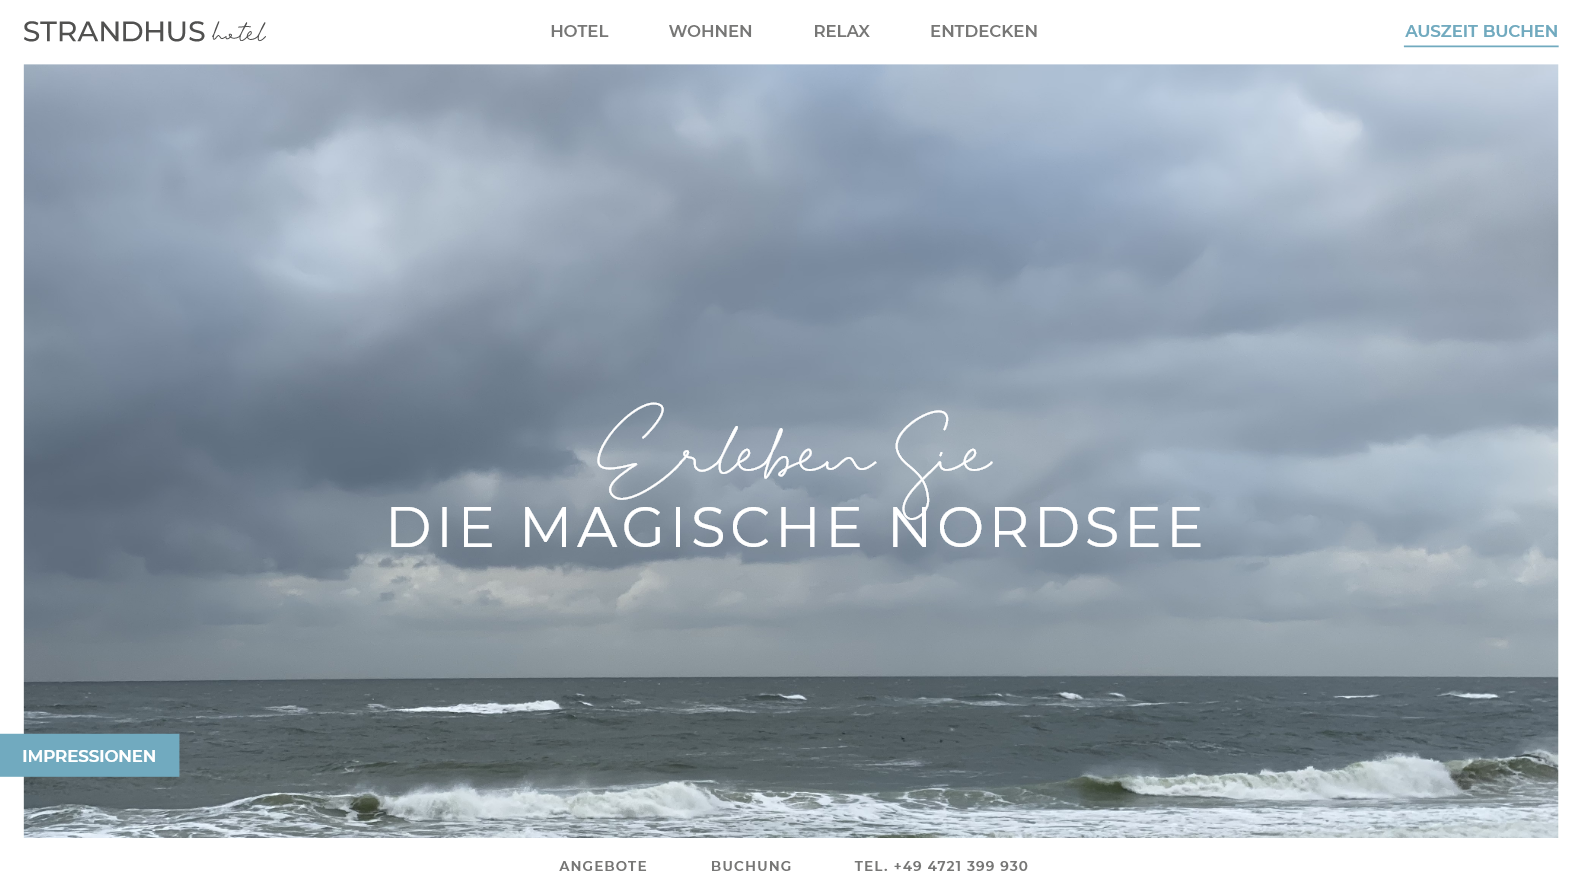 STRANDHUS hotel
HOTEL WOHNEN RELAX ENTDECKEN
AUSZEIT BUCHEN
Erleben Sie
DIE MAGISCHE NORDSEE
IMPRESSIONEN
ANGEBOTE BUCHUNG TEL. +49 4721 399 930